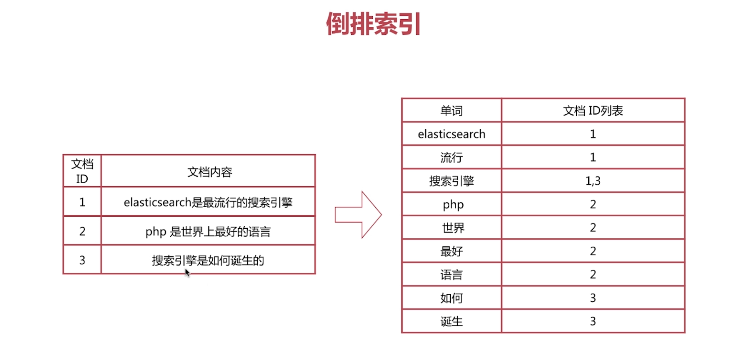 倒排索引
文档
ID
文档内容
1 elasticsearch是最流行的搜索引擎
2 php 是世界上最好的语言
3 搜索引擎是如何诞生的
单词 文档 ID列表
elasticsearch 1
流行 1
搜索引擎 1,3
php 2
世界 2
最好 2
语言 2
如何 3
诞生 3